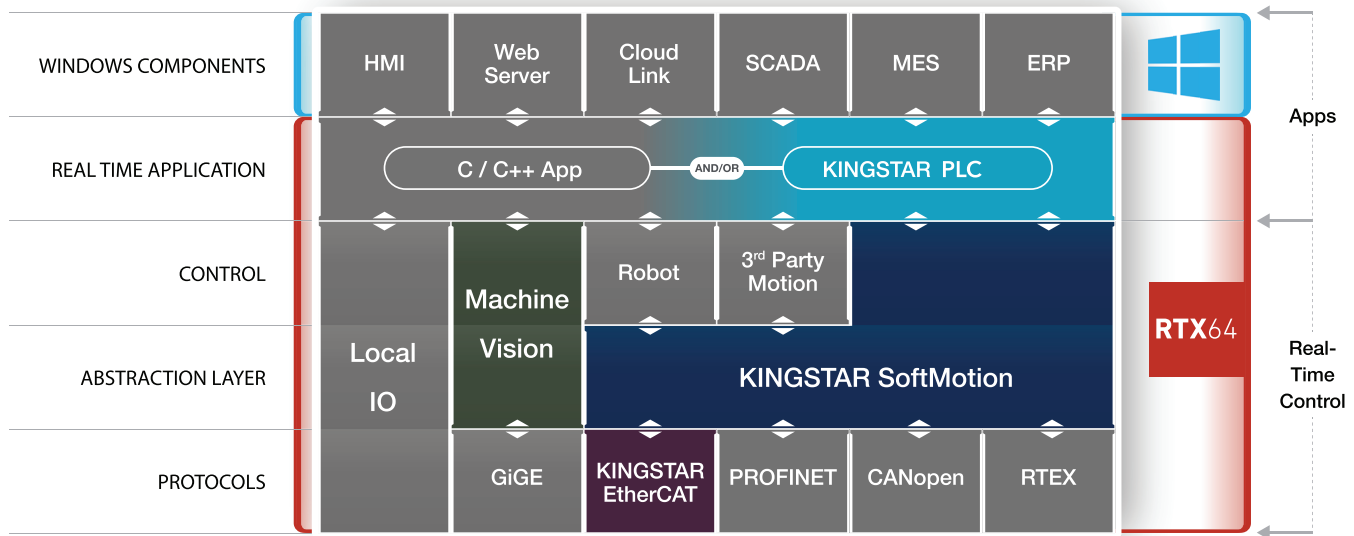 WINDOWS COMPONENTS
HMI
Web
Server
Cloud
Link
SCADA
MES
ERP
Apps
REAL TIME APPLICATION
C / C++ App
AND/OR
KINGSTAR PLC
CONTROL
Machine
Vision
Robot
3rd Party
Motion
RTX64
ABSTRACTION LAYER
Local
IO
KINGSTAR SoftMotion
Real-
Time
Control
PROTOCOLS
GiGE
KINGSTAR
EtherCAT
PROFINET
CANopen
RTEX